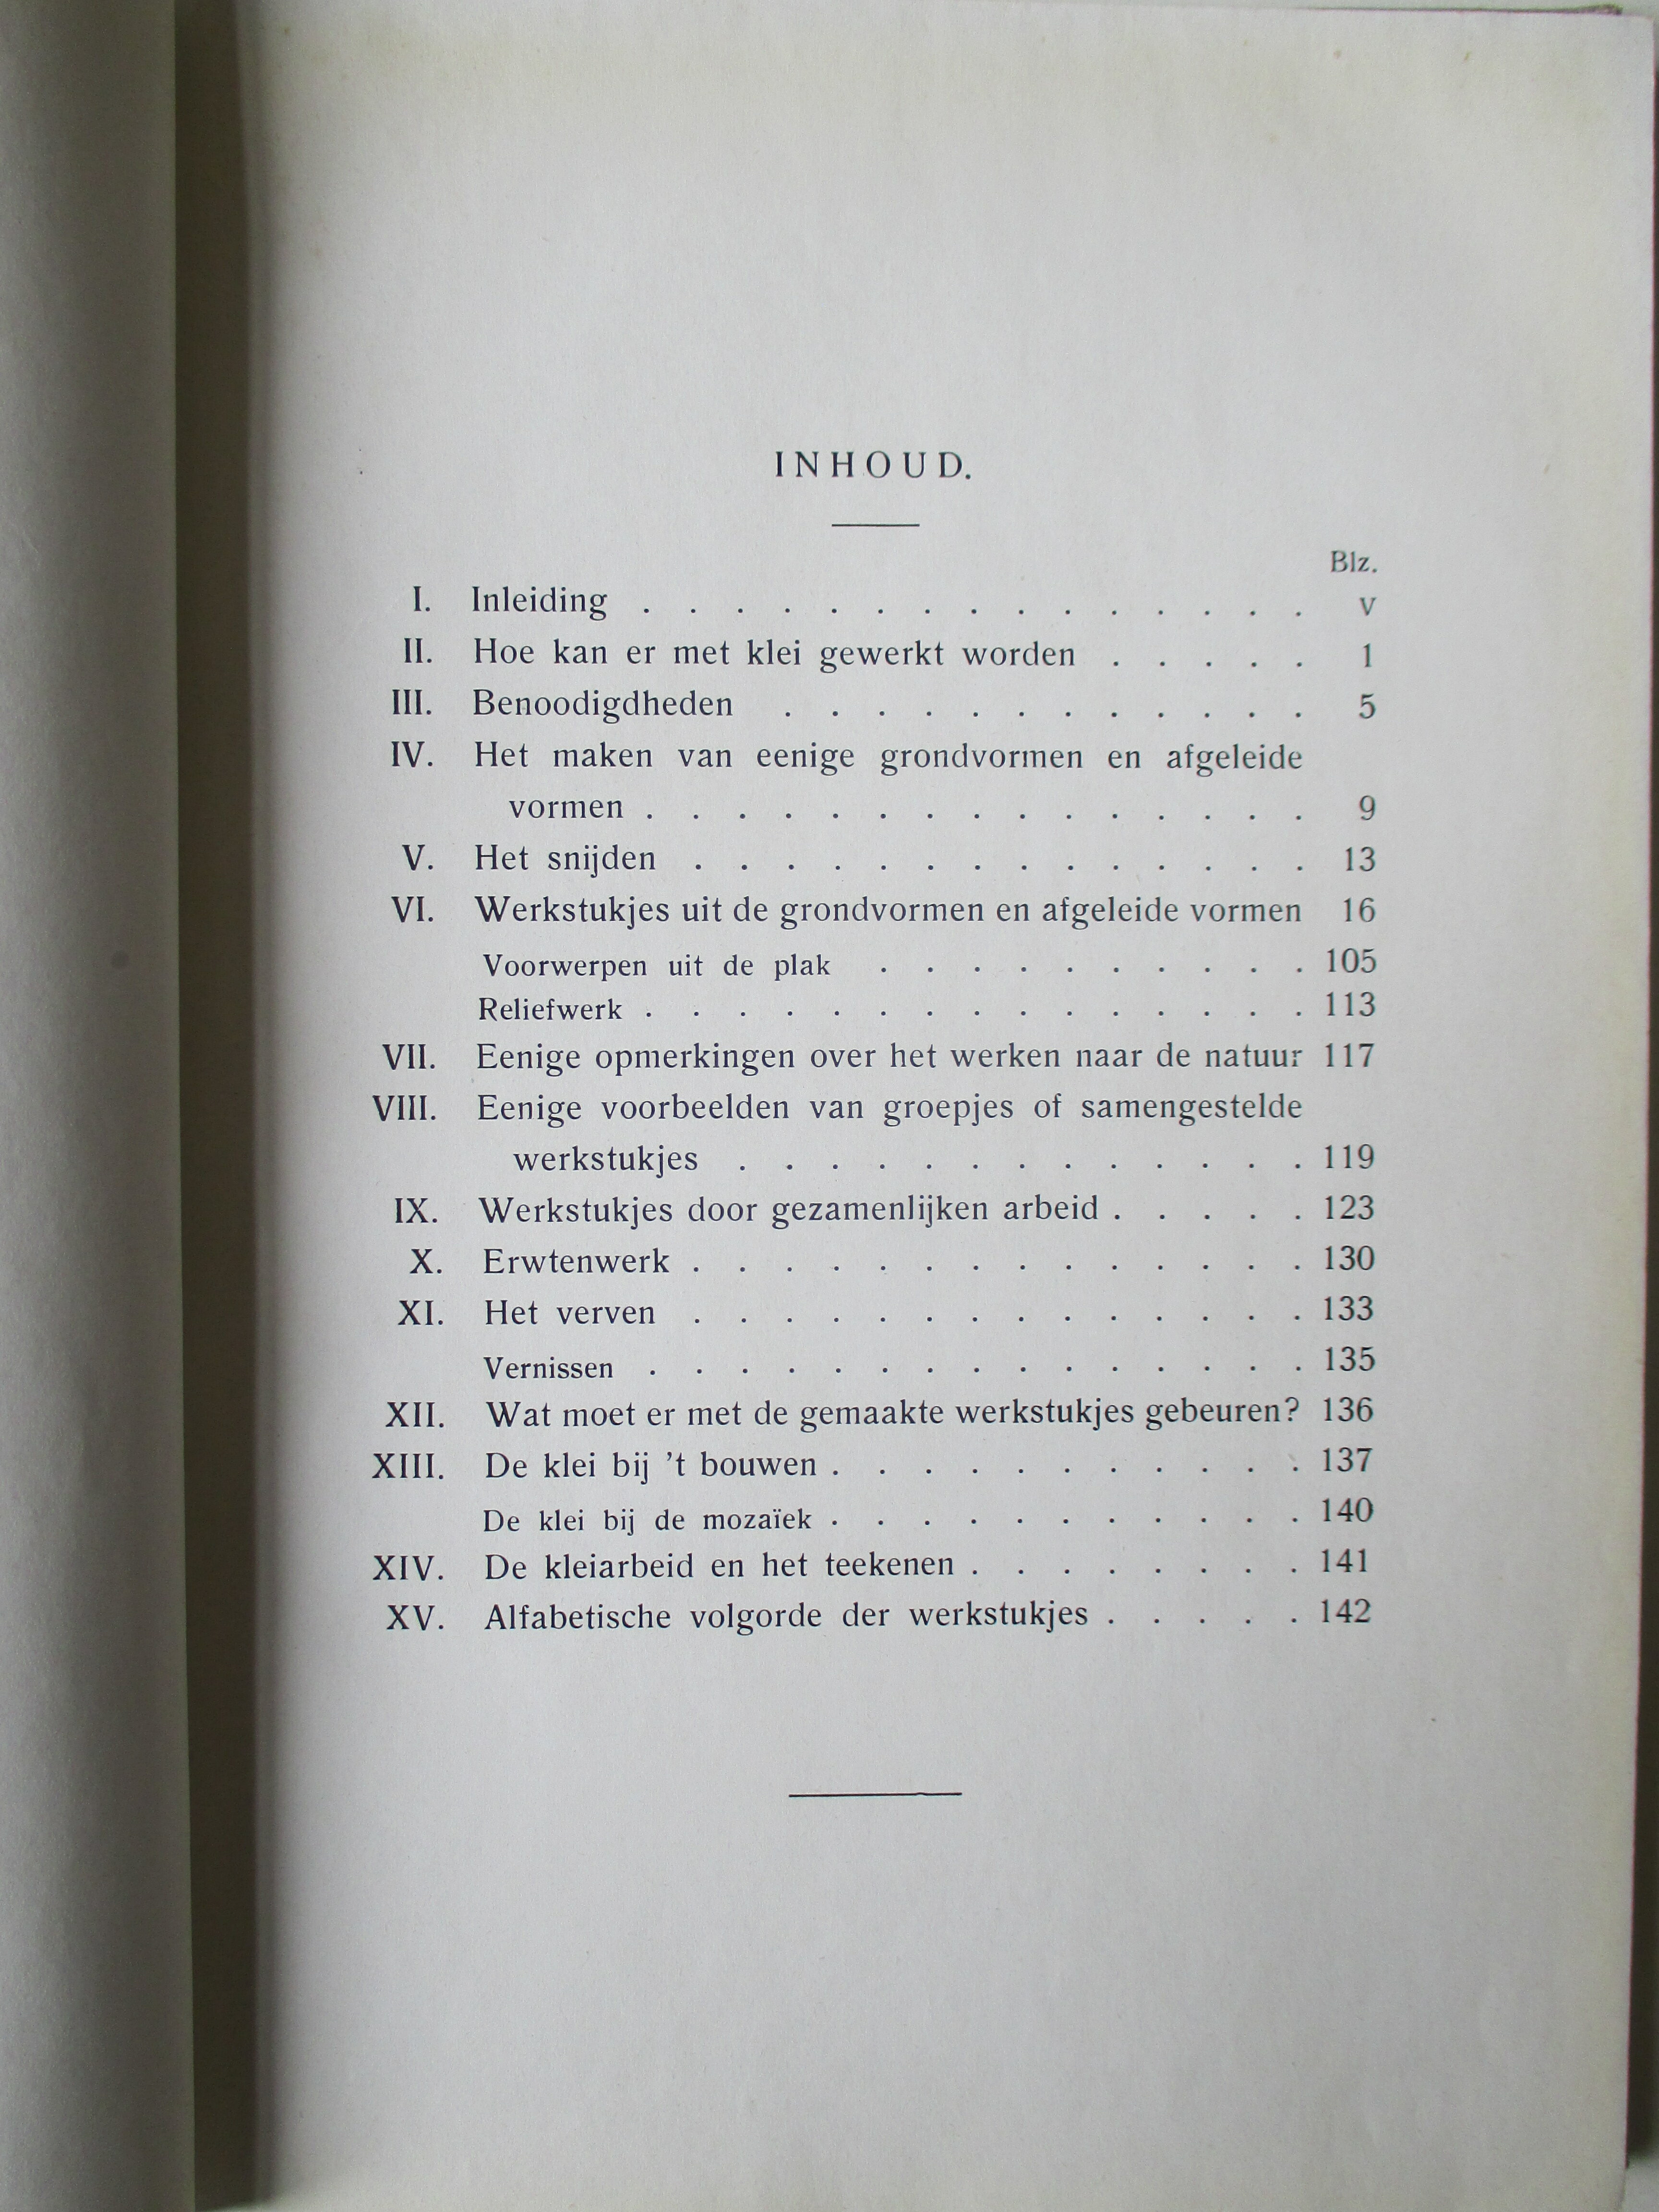 INHOUD.
Blz.
I. Inleiding . . . . . . . . . . . . . . . V
II. Hoe kan er met klei gewerkt worden . . . . . 1
III. Benoodigdheden . . . . . . . . . . . . 5
IV. Het maken van eenige grondvormen en afgeleide
vormen . . . . . . . . . . . . . . . 9
V. Het snijden . . . . . . . . . . . . . . 13
VI. Werkstukjes uit de grondvormen en afgeleide vormen 16
Voorwerpen uit de plak . . . . . . . . . . 105
Reliefwerk . . . . . . . . . . . . . . . 113
VII. Eenige opmerkingen over het werken naar de natuur 117
VIII. Eenige voorbeelden van groepjes of samengestelde
werkstukjes . . . . . . . . . . . . . 119
IX. Werkstukjes door gezamenlijken arbeid . . . . . 123
X. Erwtenwerk . . . . . . . . . . . . . . 130
XI. Het verven . . . . . . . . . . . . . . 133
Vernissen . . . . . . . . . . . . . . . 135
XII. Wat moet er met de gemaakte werkstukjes gebeuren? 136
XIII. De klei bij 't bouwen . . . . . . . . . . . 137
De klei bij de mozaïek . . . . . . . . . . . 140
XIV. De kleiarbeid en het teekenen . . . . . . . . 141
XV. Alfabetische volgorde der werkstukjes . . . . . 142